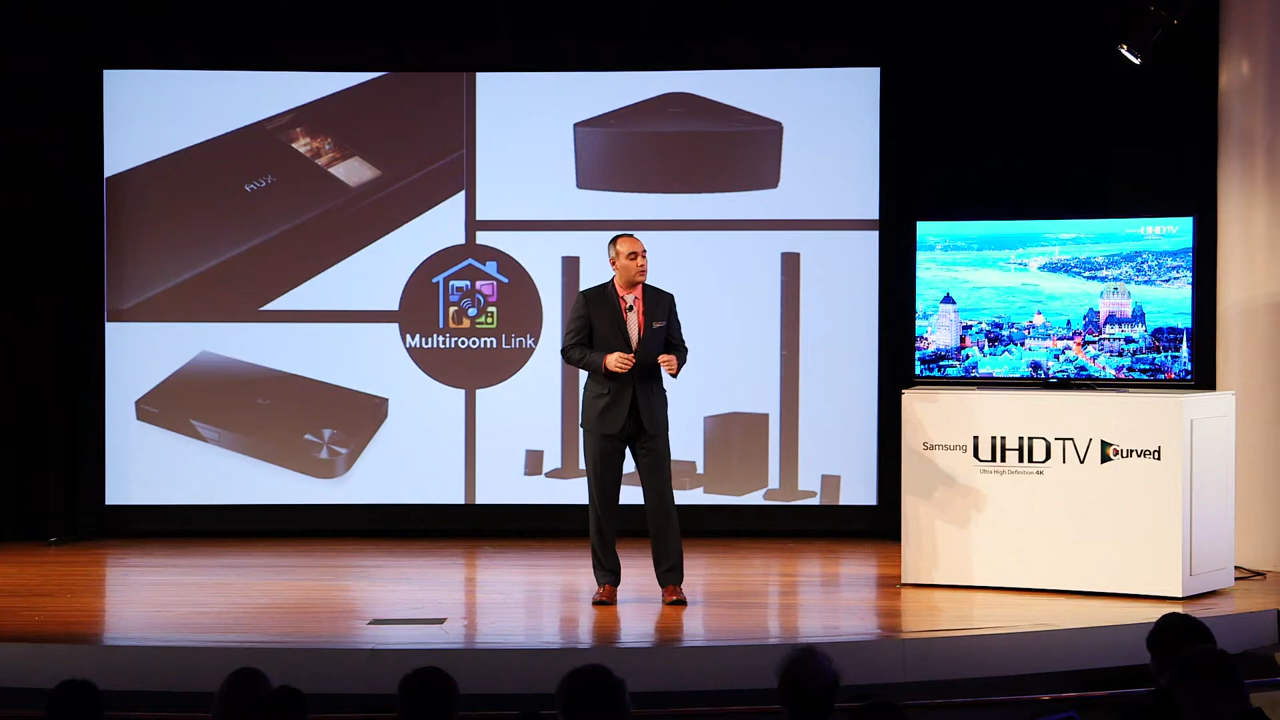 AUX
Multiroom Link
UHDTV
Samsung UHDTV Curved
Ultra High Definition 4K